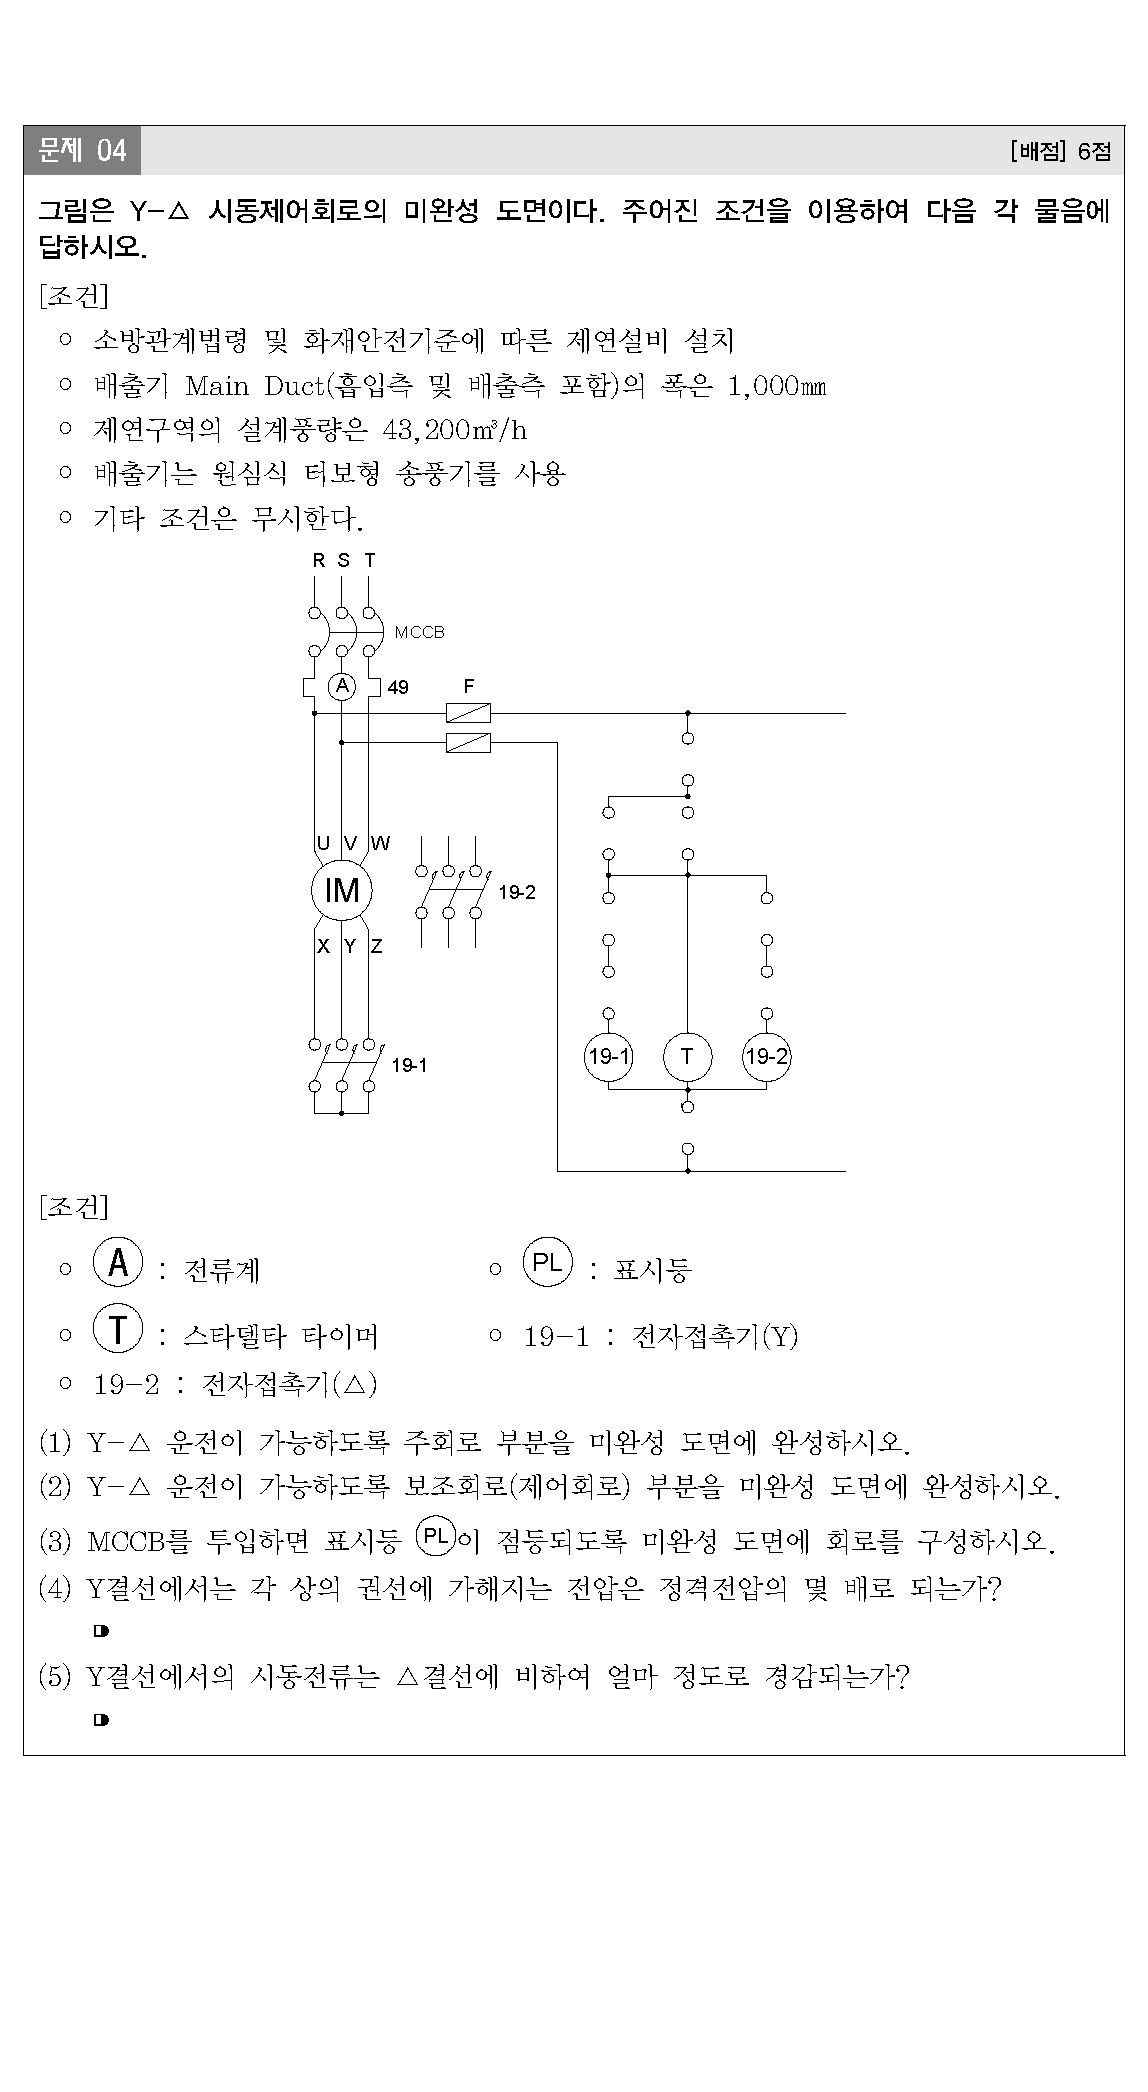 문제 04 [배점] 6점
그림은 Y-△ 시동제어회로의 미완성 도면이다. 주어진 조건을 이용하여 다음 각 물음에
답하시오.
[조건]
○ 소방관계법령 및 화재안전기준에 따른 제연설비 설치
○ 배출기 Main Duct(흡입측 및 배출측 포함)의 폭은 1,000㎜
○ 제연구역의 설계풍량은 43,200㎥/h
○ 배출기는 원심식 터보형 송풍기를 사용
○ 기타 조건은 무시한다.
R S T
MCCB
A 49 F
U V W
IM 19-2
X Y Z
19-1 T 19-2
19-1
[조건]
○ A : 전류계 ○ PL : 표시등
○ T : 스타델타 타이머 ○ 19-1 : 전자접촉기(Y)
○ 19-2 : 전자접촉기(△)
(1) Y-△ 운전이 가능하도록 주회로 부분을 미완성 도면에 완성하시오.
(2) Y-△ 운전이 가능하도록 보조회로(제어회로) 부분을 미완성 도면에 완성하시오.
(3) MCCB를 투입하면 표시등 PL이 점등되도록 미완성 도면에 회로를 구성하시오.
(4) Y결선에서는 각 상의 권선에 가해지는 전압은 정격전압의 몇 배로 되는가?
(5) Y결선에서의 시동전류는 △결선에 비하여 얼마 정도로 경감되는가?